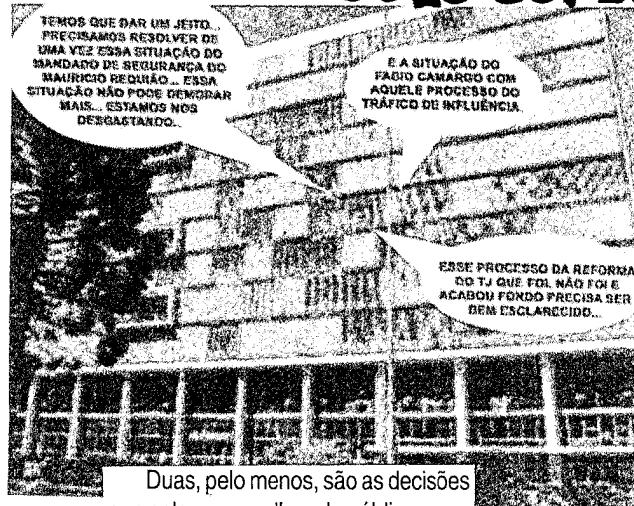 TEMOS QUE DAR UM JEITO...
PRECISAMOS RESOLVER DE
UMA VEZ ESSA SITUAÇÃO DO
MANDADO DE SEGURANÇA DO
MAURICIO REQUIÃO... ESSA
SITUAÇÃO NÃO PODE DEMORAR
MAIS... ESTAMOS NOS
DESGASTANDO...
E A SITUAÇÃO DO
FABIO CAMARGO COM
AQUELE PROCESSO DO
TRÁFICO DE INFLUÊNCIA
ESSE PROCESSO DA REFORMA
DO TJ QUE FOI, NÃO FOI E
ACABOU FONDO PRECISA SER
BEM ESCLARECIDO...
Duas, pelo menos, são as decisões